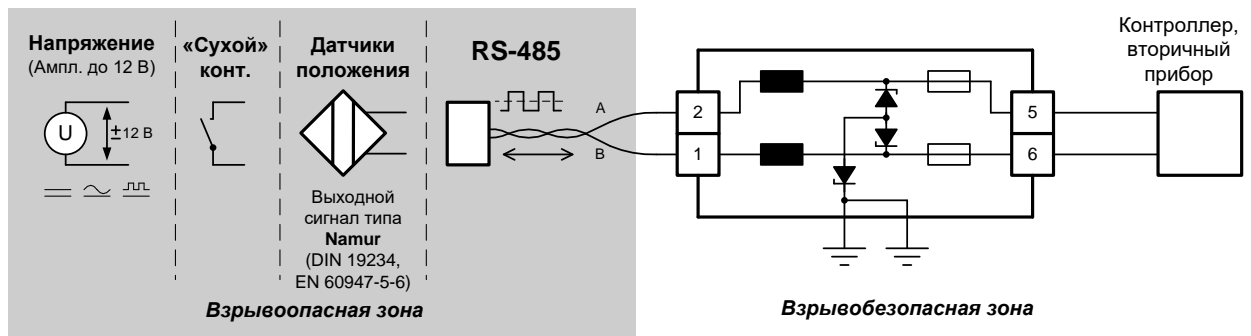 Напряжение
(Ампл. до 12 В)
U
±12 В
«Сухой»
конт.
Датчики
положения
Выходной
сигнал типа
Namur
(DIN 19234,
EN 60947-5-6)
RS-485
A
B
Взрывоопасная зона
2
1
5
6
Контроллер,
вторичный
прибор
Взрывобезопасная зона